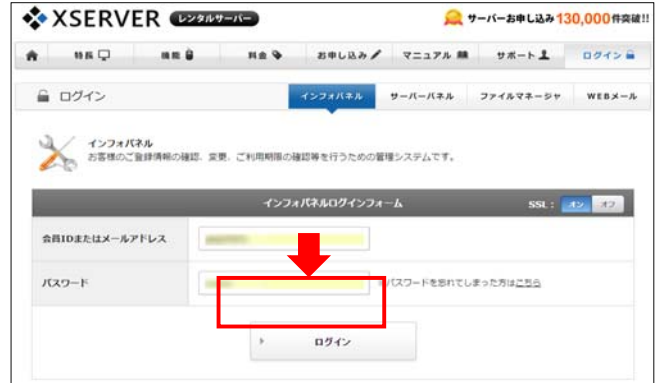 XSERVER レンタルサーバー
サーバーお申し込み130,000件突破!!
特長 機能 料金 お申し込み マニュアル サポート ログイン
ログイン インフォパネル サーバーパネル ファイルマネージャ WEBメール
インフォパネル
お客様のご登録情報の確認、変更、ご利用期限の確認等を行うための管理システムです。
インフォパネルログインフォーム SSL： オン オフ
会員IDまたはメールアドレス
パスワード パスワードを忘れてしまった方はこちら
ログイン